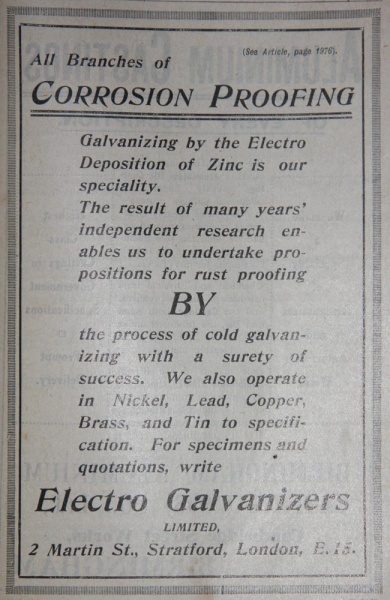 (See Article, page 1976).
All Branches of
CORROSION PROOFING
Galvanizing by the Electro
Deposition of Zinc is our
speciality.
The result of many years'
independent research en-
ables us to undertake pro-
positions for rust proofing
BY
the process of cold galvan-
izing with a surety of
success. We also operate
in Nickel, Lead, Copper,
Brass, and Tin to specifi-
cation. For specimens and
quotations, write
Electro Galvanizers
LIMITED,
2 Martin St., Stratford, London, E. 15.